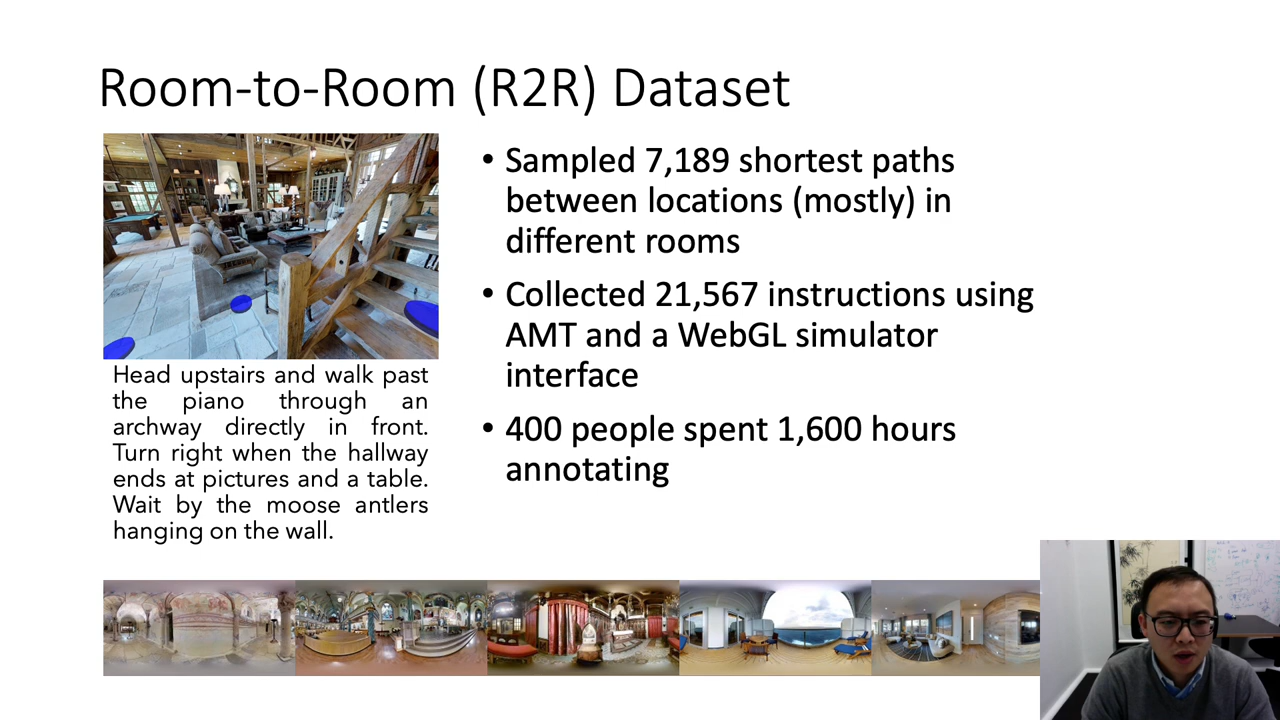 Room-to-Room (R2R) Dataset
• Sampled 7,189 shortest paths
between locations (mostly) in
different rooms
• Collected 21,567 instructions using
AMT and a WebGL simulator
interface
• 400 people spent 1,600 hours
annotating
Head upstairs and walk past
the piano through an
archway directly in front.
Turn right when the hallway
ends at pictures and a table.
Wait by the moose antlers
hanging on the wall.